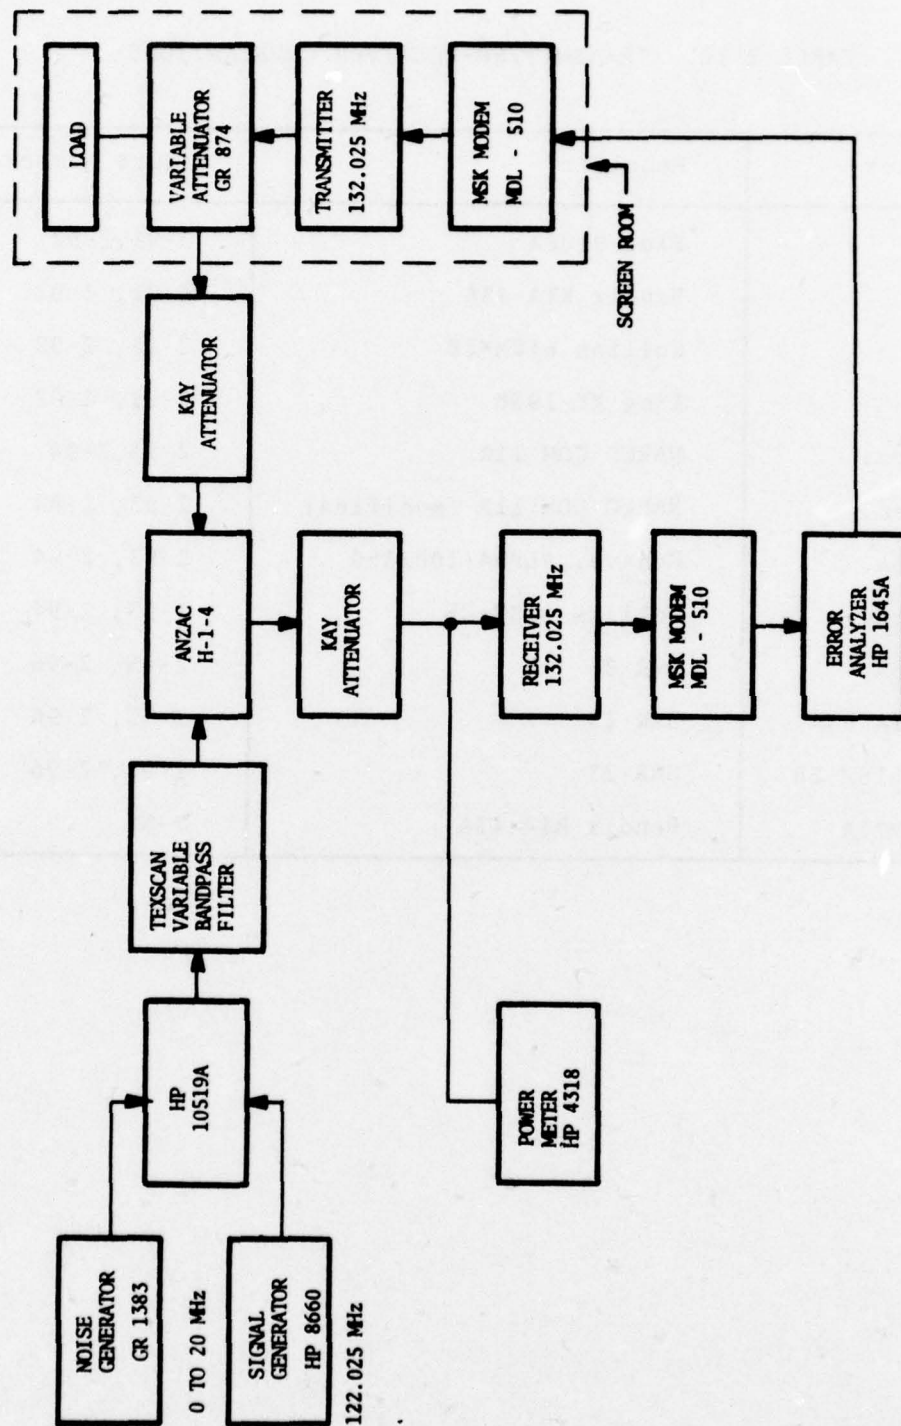 NOISE
GENERATOR
GR 1383
0 TO 20 MHz
SIGNAL
GENERATOR
HP 8660
122.025 MHz
HP
10519A
TEXSCAN
VARIABLE
BANDPASS
FILTER
ANZAC
H-1-4
KAY
ATTENUATOR
LOAD
VARIABLE
ATTENUATOR
GR 874
TRANSMITTER
132.025 MHz
MSK MODEM
MDL - 510
SCREEN ROOM
KAY
ATTENUATOR
POWER
METER
HP 4318
RECEIVER
132.025 MHz
MSK MODEM
MDL - 510
ERROR
ANALYZER
HP 1645A